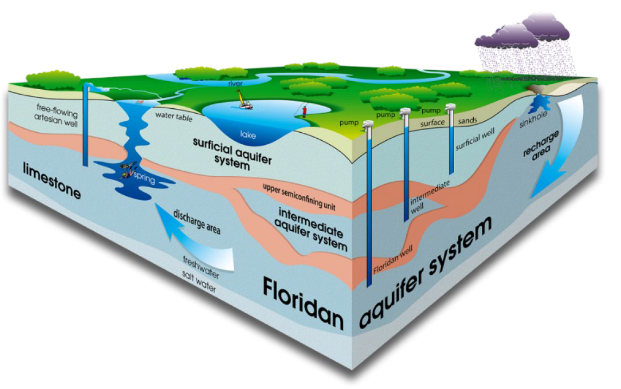 river
free-flowing
artesian well
water table
lake
surficial aquifer
system
pump
pump
pump
surface sands
surficial well
sinkhole
recharge
area
limestone
spring
upper semiconfining unit
intermediate
aquifer system
intermediate
well
discharge area
freshwater
salt water
Floridan well
Floridan
aquifer system